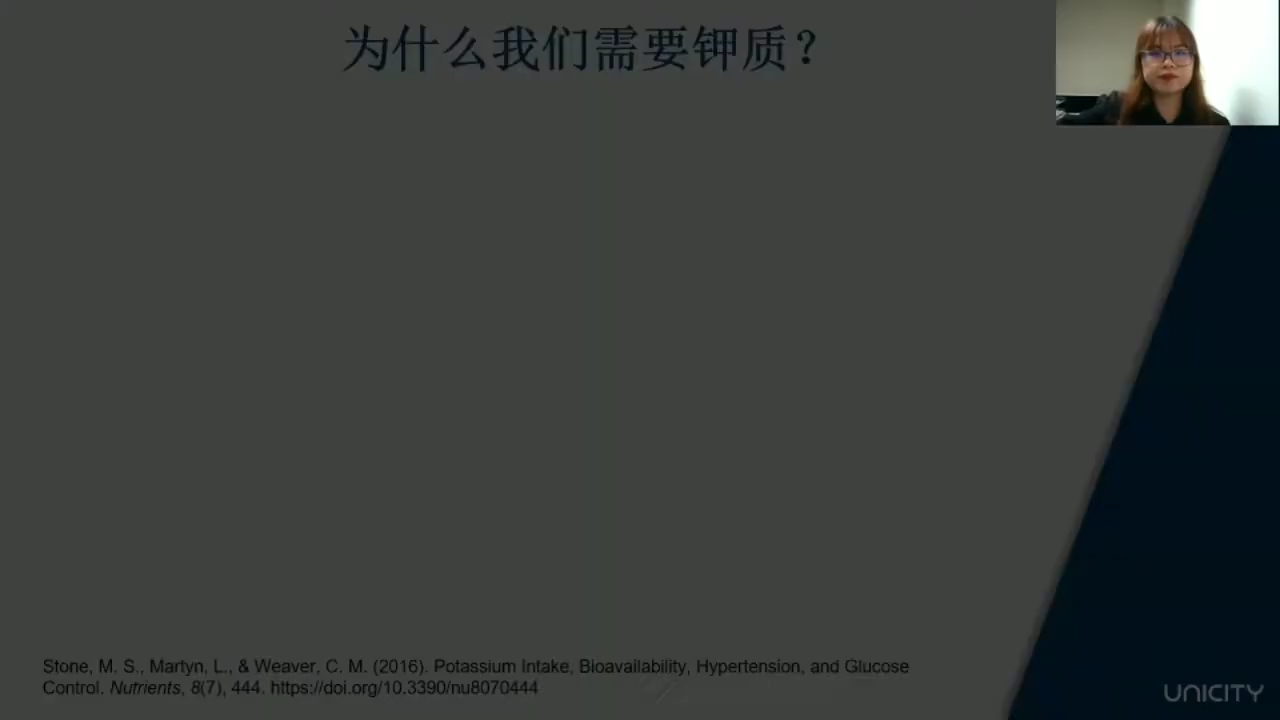 为什么我们需要钾质？
Stone, M. S., Martyn, L., & Weaver, C. M. (2016). Potassium Intake, Bioavailability, Hypertension, and Glucose
Control. Nutrients, 8(7), 444. https://doi.org/10.3390/nu8070444
UNICITY